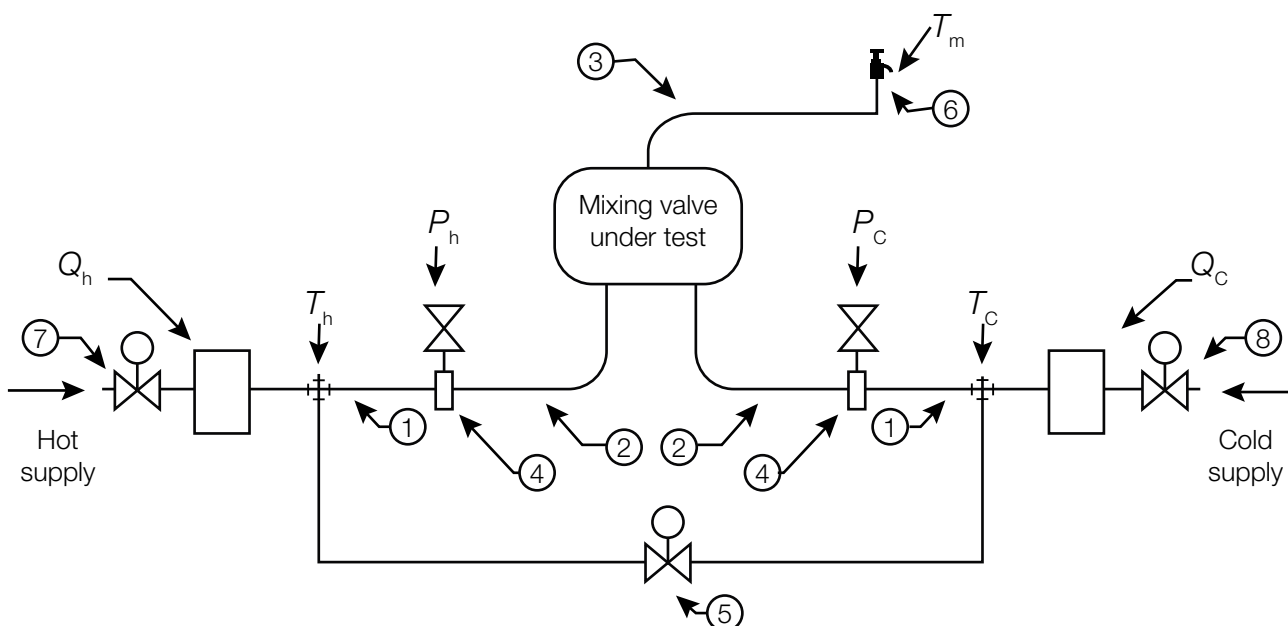 T_m
3
6
Mixing valve
under test
P_h
P_C
Q_h
Q_C
T_h
T_C
7
8
1
1
Hot
supply
2
2
Cold
supply
4
4
5